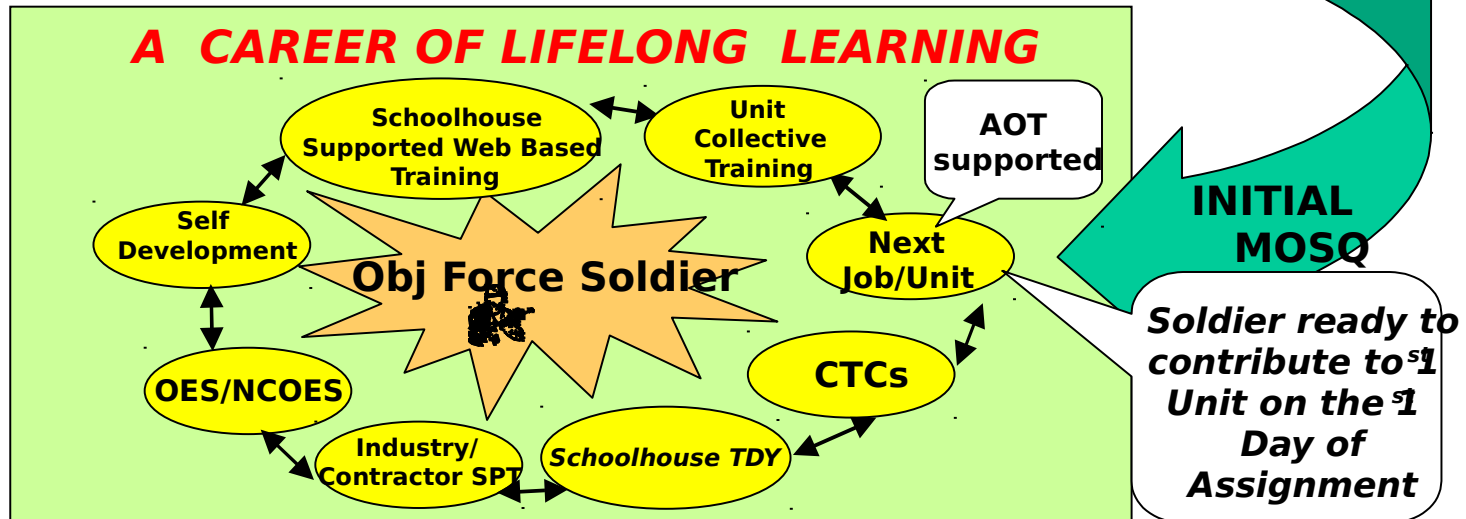 A CAREER OF LIFELONG LEARNING
Schoolhouse
Supported Web Based
Training
Unit
Collective
Training
AOT
supported
INITIAL
MOSQ
Self
Development
Next
Job/Unit
Obj Force Soldier
Soldier ready to
contribute to 1st
Unit on the 1st
Day of
Assignment
OES/NCOES
CTCs
Industry/
Contractor SPT
Schoolhouse TDY